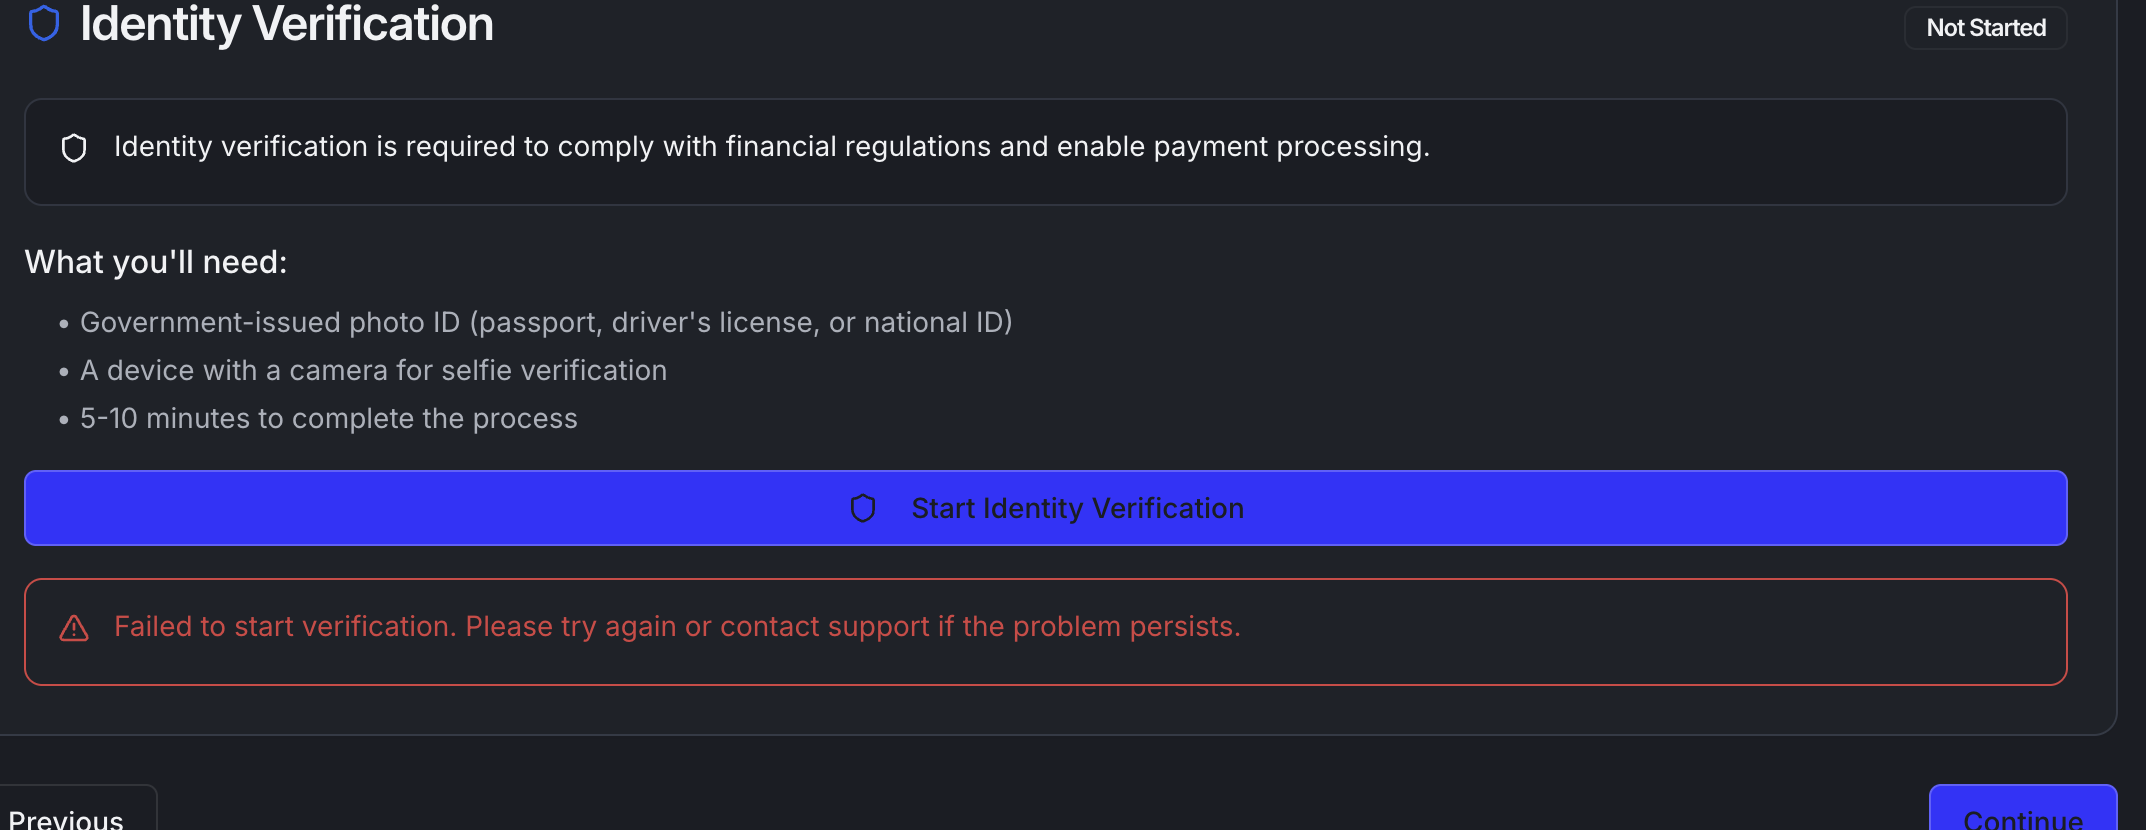 Identity Verification
Not Started
Identity verification is required to comply with financial regulations and enable payment processing.
What you'll need:
• Government-issued photo ID (passport, driver's license, or national ID)
• A device with a camera for selfie verification
• 5-10 minutes to complete the process
Start Identity Verification
Failed to start verification. Please try again or contact support if the problem persists.
Previous
Continue